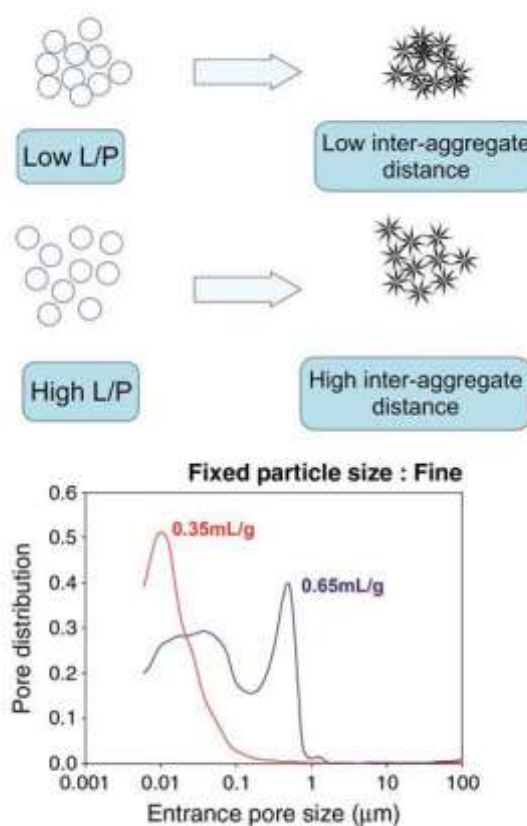 Low L/P
Low inter-aggregate
distance
High L/P
High inter-aggregate
distance
Fixed particle size : Fine
0.6
0.5
0.4
0.3
0.2
0.1
0.0
Pore distribution
0.35mL/g
0.65mL/g
0.001
0.01
0.1
1
10
100
Entrance pore size (μm)